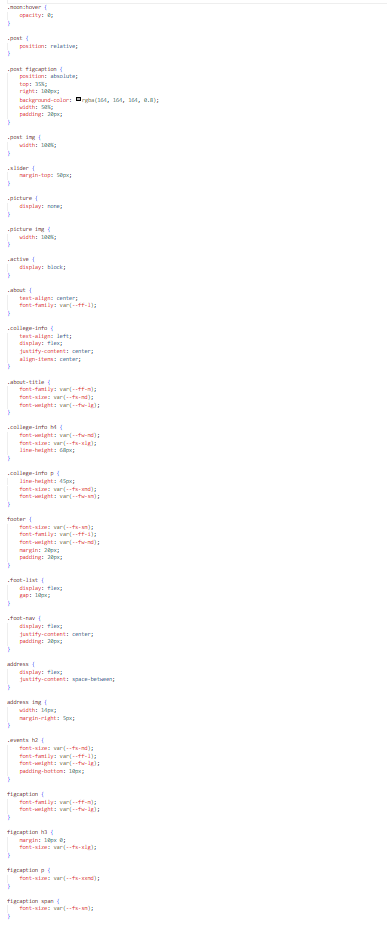 .moon:hover {
opacity: 0;
}
.post {
position: relative;
}
.post figcaption {
position: absolute;
top: 35%;
right: 100px;
background-color: rgba(164, 164, 164, 0.8);
width: 50%;
padding: 20px;
}
.post img {
width: 100%;
}
.slider {
margin-top: 50px;
}
.picture {
display: none;
}
.picture img {
width: 100%;
}
.active {
display: block;
}
.about {
text-align: center;
font-family: var(--ff-l);
}
.college-info {
text-align: left;
display: flex;
justify-content: center;
align-items: center;
}
.about-title {
font-family: var(--ff-m);
font-size: var(--fs-md);
font-weight: var(--fw-lg);
}
.college-info h4 {
font-weight: var(--fw-md);
font-size: var(--fs-slg);
line-height: 60px;
}
.college-info p {
line-height: 45px;
font-size: var(--fs-smd);
font-weight: var(--fw-sm);
}
footer {
font-size: var(--fs-sm);
font-family: var(--ff-l);
font-weight: var(--fw-md);
margin: 20px;
padding: 20px;
}
.foot-list {
display: flex;
gap: 10px;
}
.foot-nav {
display: flex;
justify-content: center;
padding: 20px;
}
address {
display: flex;
justify-content: space-between;
}
address img {
width: 14px;
margin-right: 5px;
}
.events h2 {
font-size: var(--fs-md);
font-family: var(--ff-l);
font-weight: var(--fw-lg);
padding-bottom: 10px;
}
figcaption {
font-family: var(--ff-m);
font-weight: var(--fw-lg);
}
figcaption h3 {
margin: 10px 0;
font-size: var(--fs-slg);
}
figcaption p {
font-size: var(--fs-ssmd);
}
figcaption span {
font-size: var(--fs-sm);
}